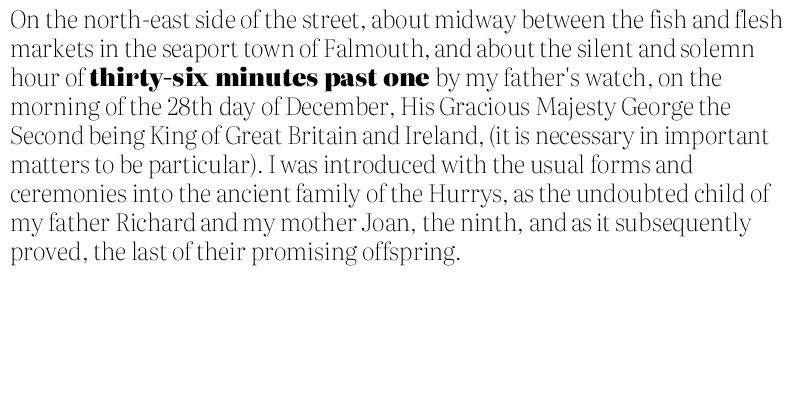 On the north-east side of the street, about midway between the fish and flesh
markets in the seaport town of Falmouth, and about the silent and solemn
hour of thirty-six minutes past one by my father's watch, on the
morning of the 28th day of December, His Gracious Majesty George the
Second being King of Great Britain and Ireland, (it is necessary in important
matters to be particular). I was introduced with the usual forms and
ceremonies into the ancient family of the Hurrys, as the undoubted child of
my father Richard and my mother Joan, the ninth, and as it subsequently
proved, the last of their promising offspring.